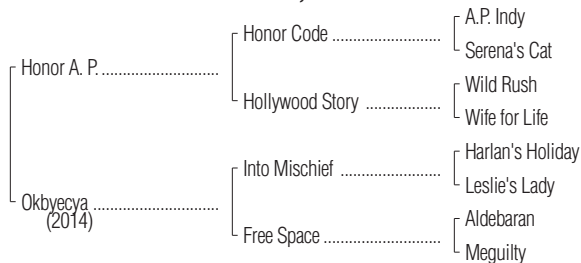 A.P. Indy
Honor Code ........................
Serena's Cat
Honor A. P. ..........................
Wild Rush
Hollywood Story .................
Wife for Life
Harlan's Holiday
Into Mischief ......................
Leslie's Lady
Okbyecya ............................
(2014)
Aldebaran
Free Space ...........................
Meguilty